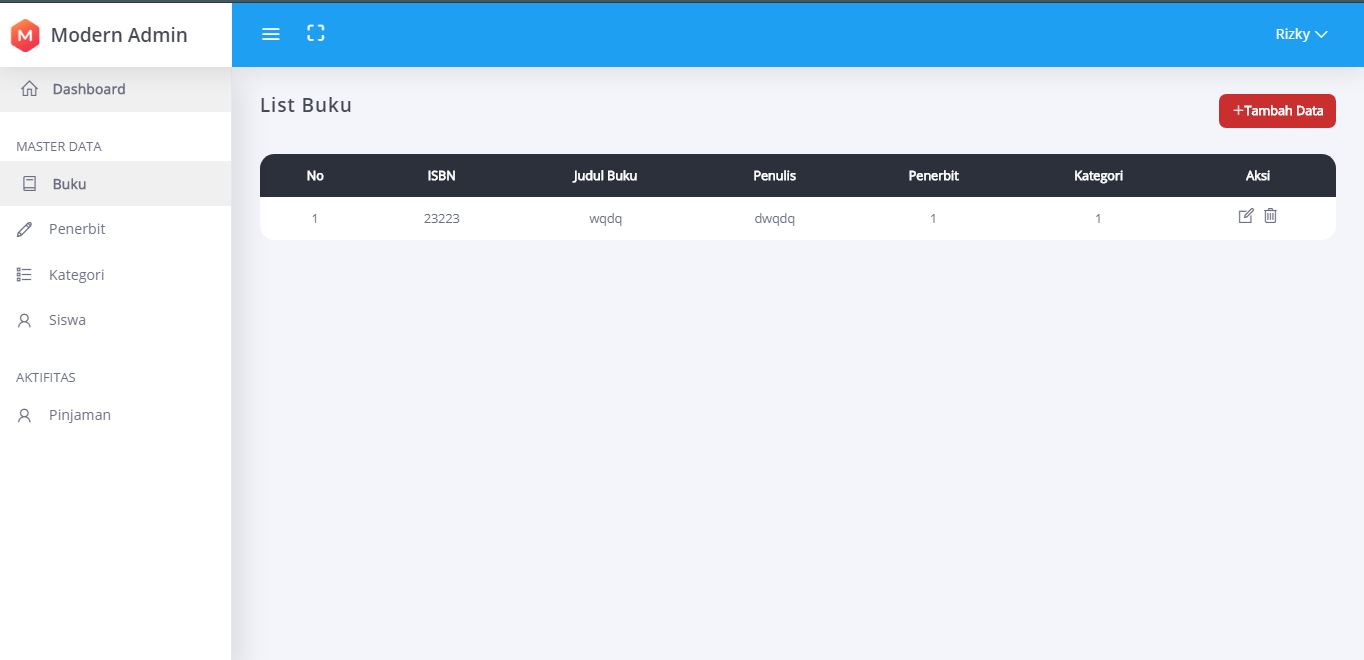 M Modern Admin
Rizky
Dashboard
MASTER DATA
Buku
Penerbit
Kategori
Siswa
AKTIFITAS
Pinjaman
List Buku
+Tambah Data
No ISBN Judul Buku Penulis Penerbit Kategori Aksi
1 23223 wqdq dwqdq 1 1